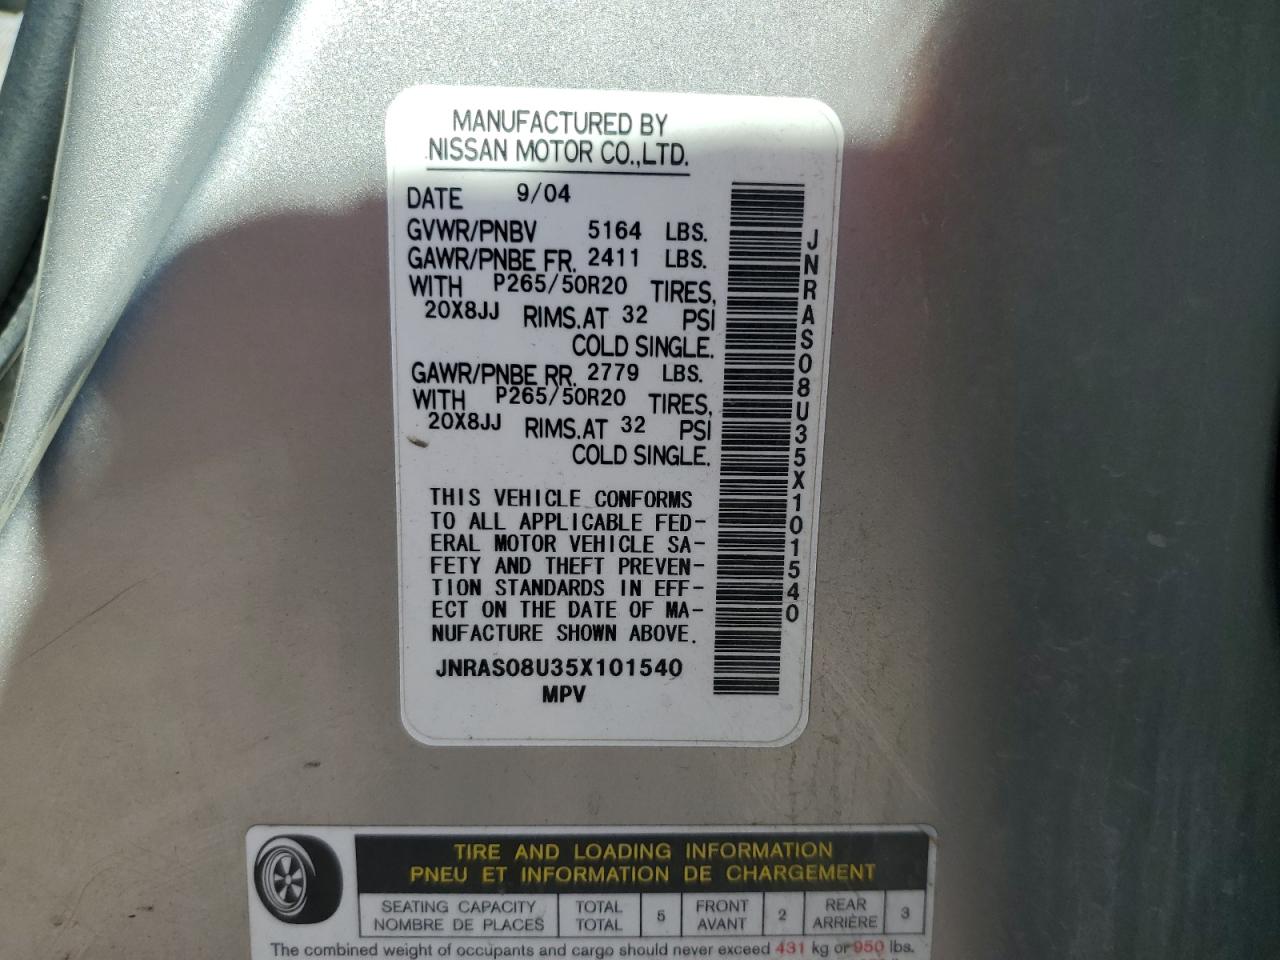 MANUFACTURED BY
NISSAN MOTOR CO.,LTD.
DATE 9/04
GVWR/PNBV 5164 LBS.
GAWR/PNBE FR. 2411 LBS.
WITH P265/50R20 TIRES,
20X8JJ RIMS.AT 32 PSI
COLD SINGLE.
GAWR/PNBE RR. 2779 LBS.
WITH P265/50R20 TIRES,
20X8JJ RIMS.AT 32 PSI
COLD SINGLE.
THIS VEHICLE CONFORMS
TO ALL APPLICABLE FED-
ERAL MOTOR VEHICLE SA-
FETY AND THEFT PREVEN-
TION STANDARDS IN EFF-
ECT ON THE DATE OF MA-
NUFACTURE SHOWN ABOVE.
JNRAS08U35X101540
MPV
JNRAS08U35X101540
TIRE AND LOADING INFORMATION
PNEU ET INFORMATION DE CHARGEMENT
SEATING CAPACITY TOTAL 5 FRONT 2 REAR 3
NOMBRE DE PLACES TOTAL AVANT ARRIÈRE
The combined weight of occupants and cargo should never exceed 431 kg or 950 lbs.